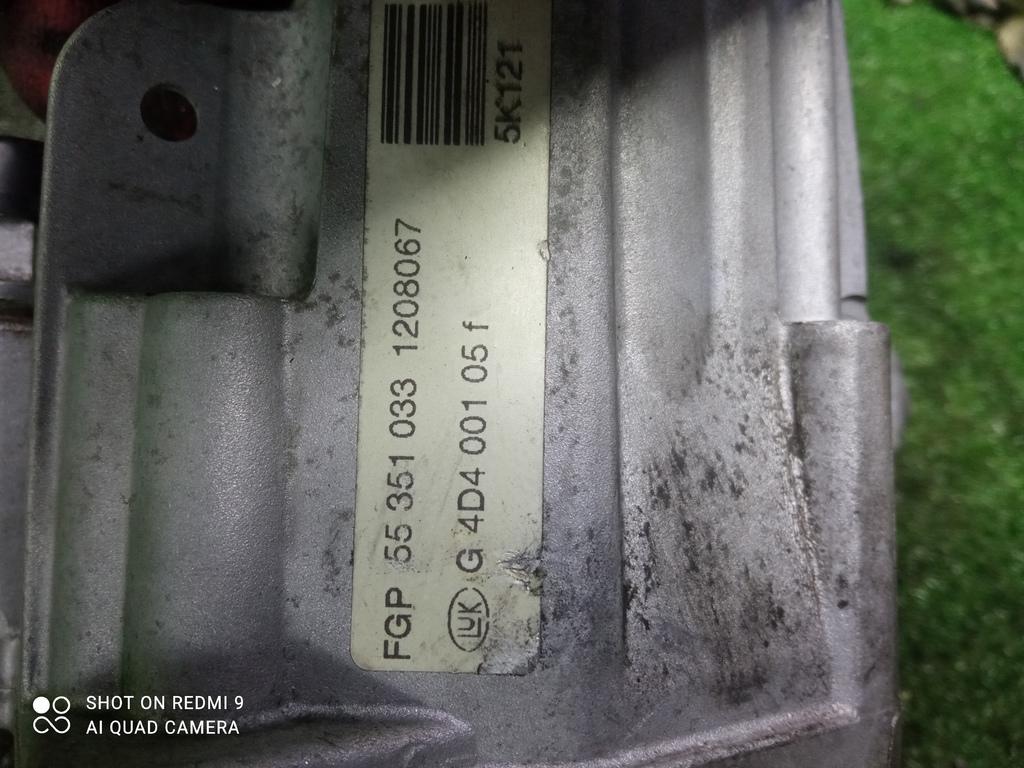 5K121
FGP 55 351 033 1208067
LUK G 4D4 001 05 f
SHOT ON REDMI 9
AI QUAD CAMERA